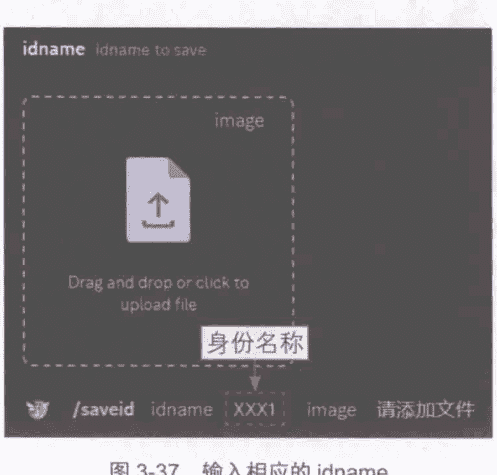 idname idname to save
image
Drag and drop or click to
upload file
身份名称
/saveid idname XXX1 image 请添加文件
图 3-37 输入相应的 idname